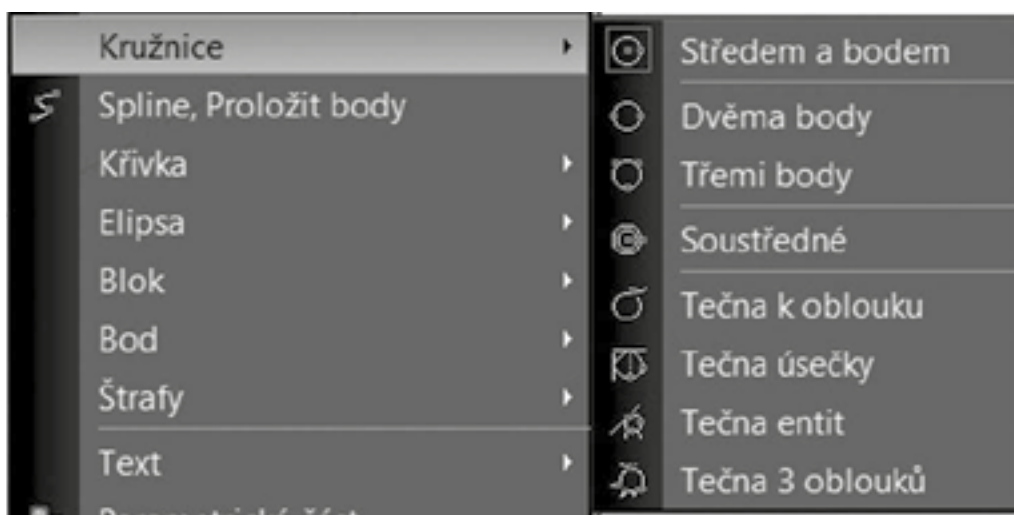 Kružnice
Spline, Proložit body
Křivka
Elipsa
Blok
Bod
Štrafy
Text
Středem a bodem
Dvěma body
Třemi body
Soustředné
Tečna k oblouku
Tečna úsečky
Tečna entit
Tečna 3 oblouků